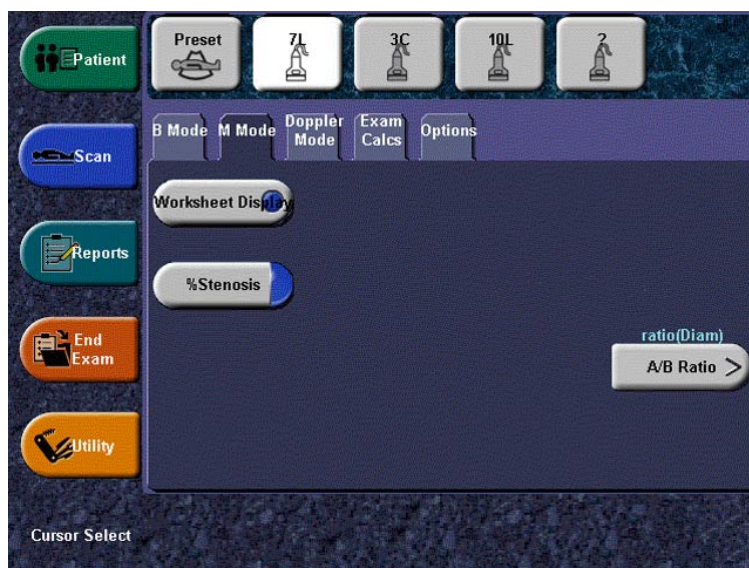 Patient
Preset
7L
3C
10L
?
B Mode
M Mode
Doppler
Mode
Exam
Calcs
Options
Scan
Worksheet Display
Reports
%Stenosis
End
Exam
ratio(Diam)
A/B Ratio >
Utility
Cursor Select